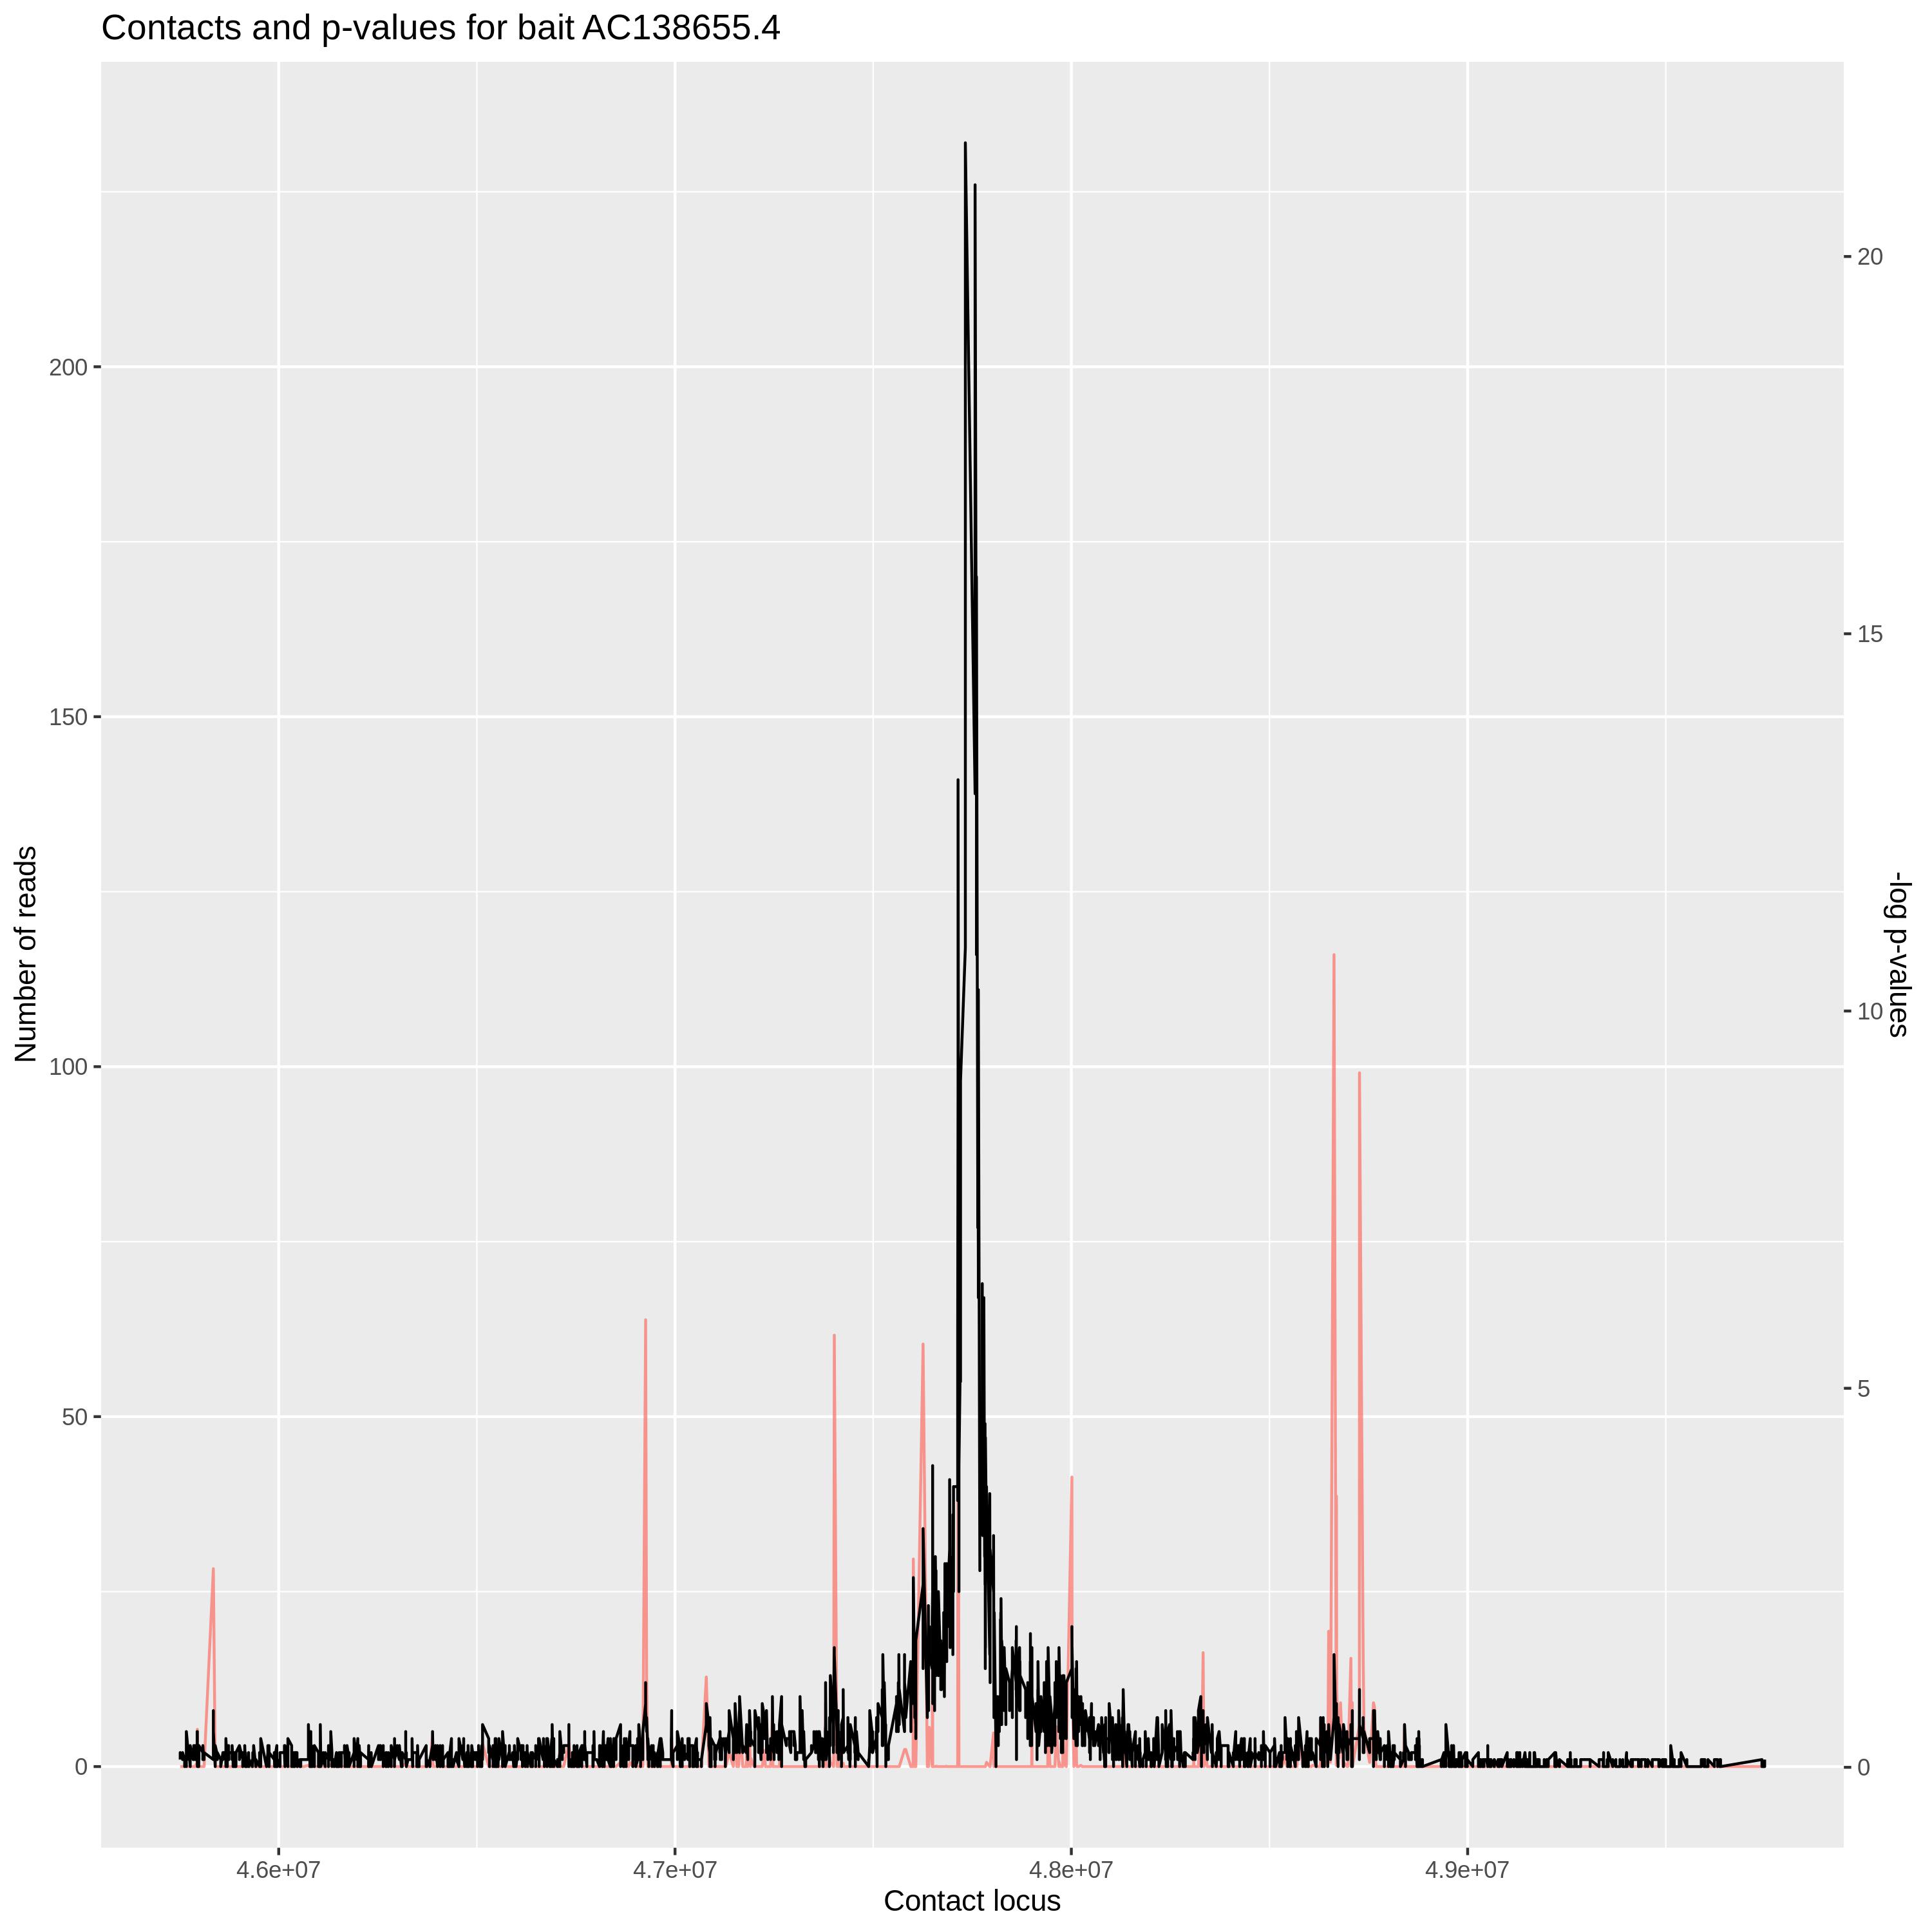 Contacts and p-values for bait AC138655.4
200
150
100
50
0
Number of reads
20
15
10
5
0
-log p-values
4.6e+07
4.7e+07
4.8e+07
4.9e+07
Contact locus